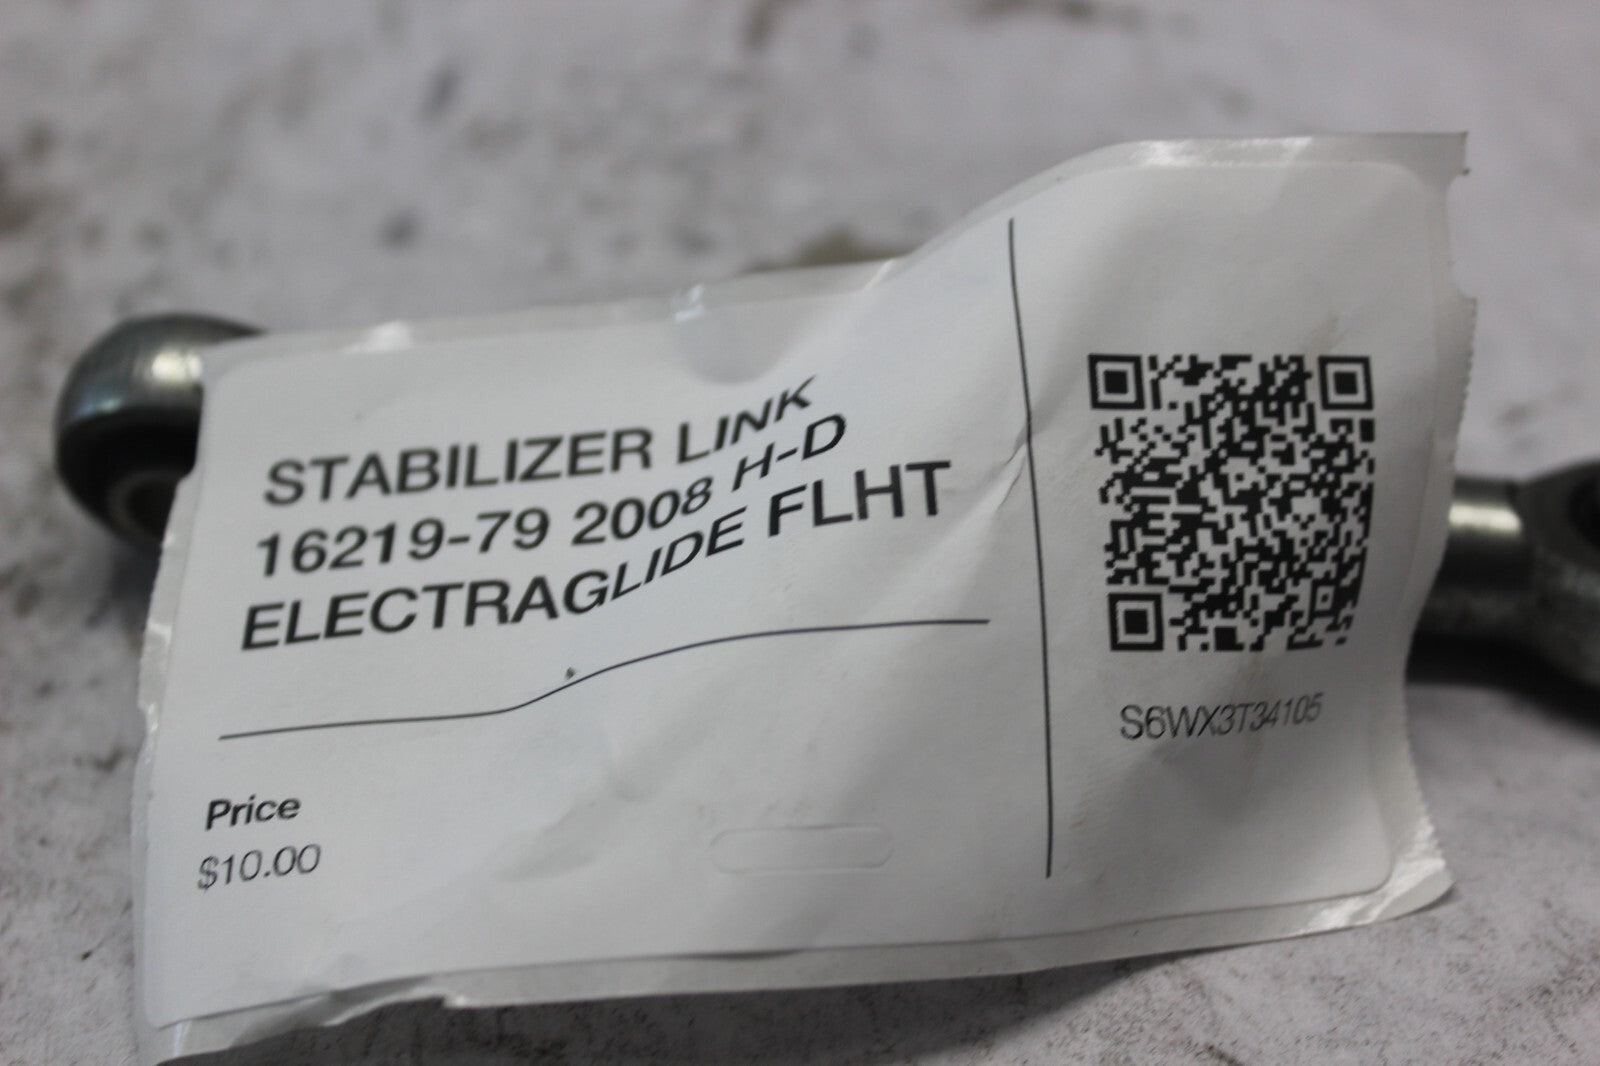 STABILIZER LINK
16219-79 2008 H-D
ELECTRAGLIDE FLHT
Price
$10.00
S6WX3T34105